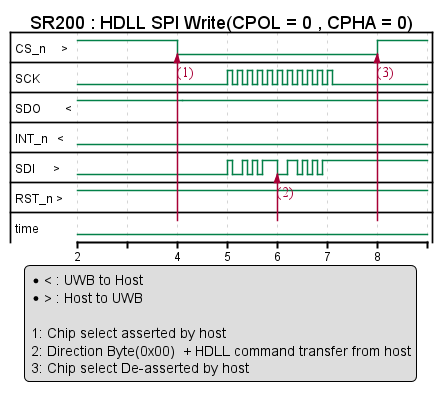 SR200 : HDLL SPI Write(CPOL = 0 , CPHA = 0)
CS_n >
(1) (3)
SCK
SDO <
INT_n <
SDI >
(2)
RST_n >
time
2 4 5 6 7 8
• < : UWB to Host
• > : Host to UWB
1: Chip select asserted by host
2: Direction Byte(0x00) + HDLL command transfer from host
3: Chip select De-asserted by host